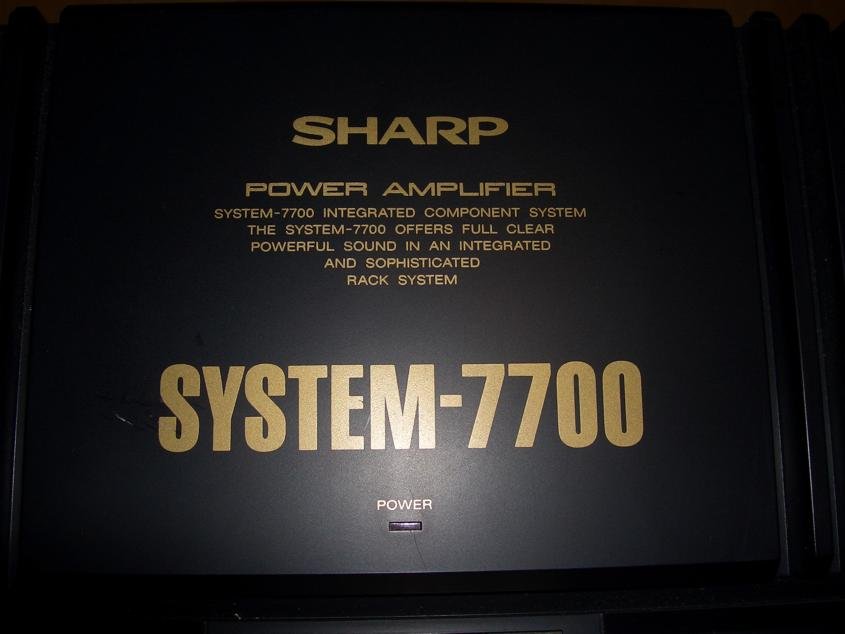 SHARP
POWER AMPLIFIER
SYSTEM-7700 INTEGRATED COMPONENT SYSTEM
THE SYSTEM-7700 OFFERS FULL CLEAR
POWERFUL SOUND IN AN INTEGRATED
AND SOPHISTICATED
RACK SYSTEM
SYSTEM-7700
POWER